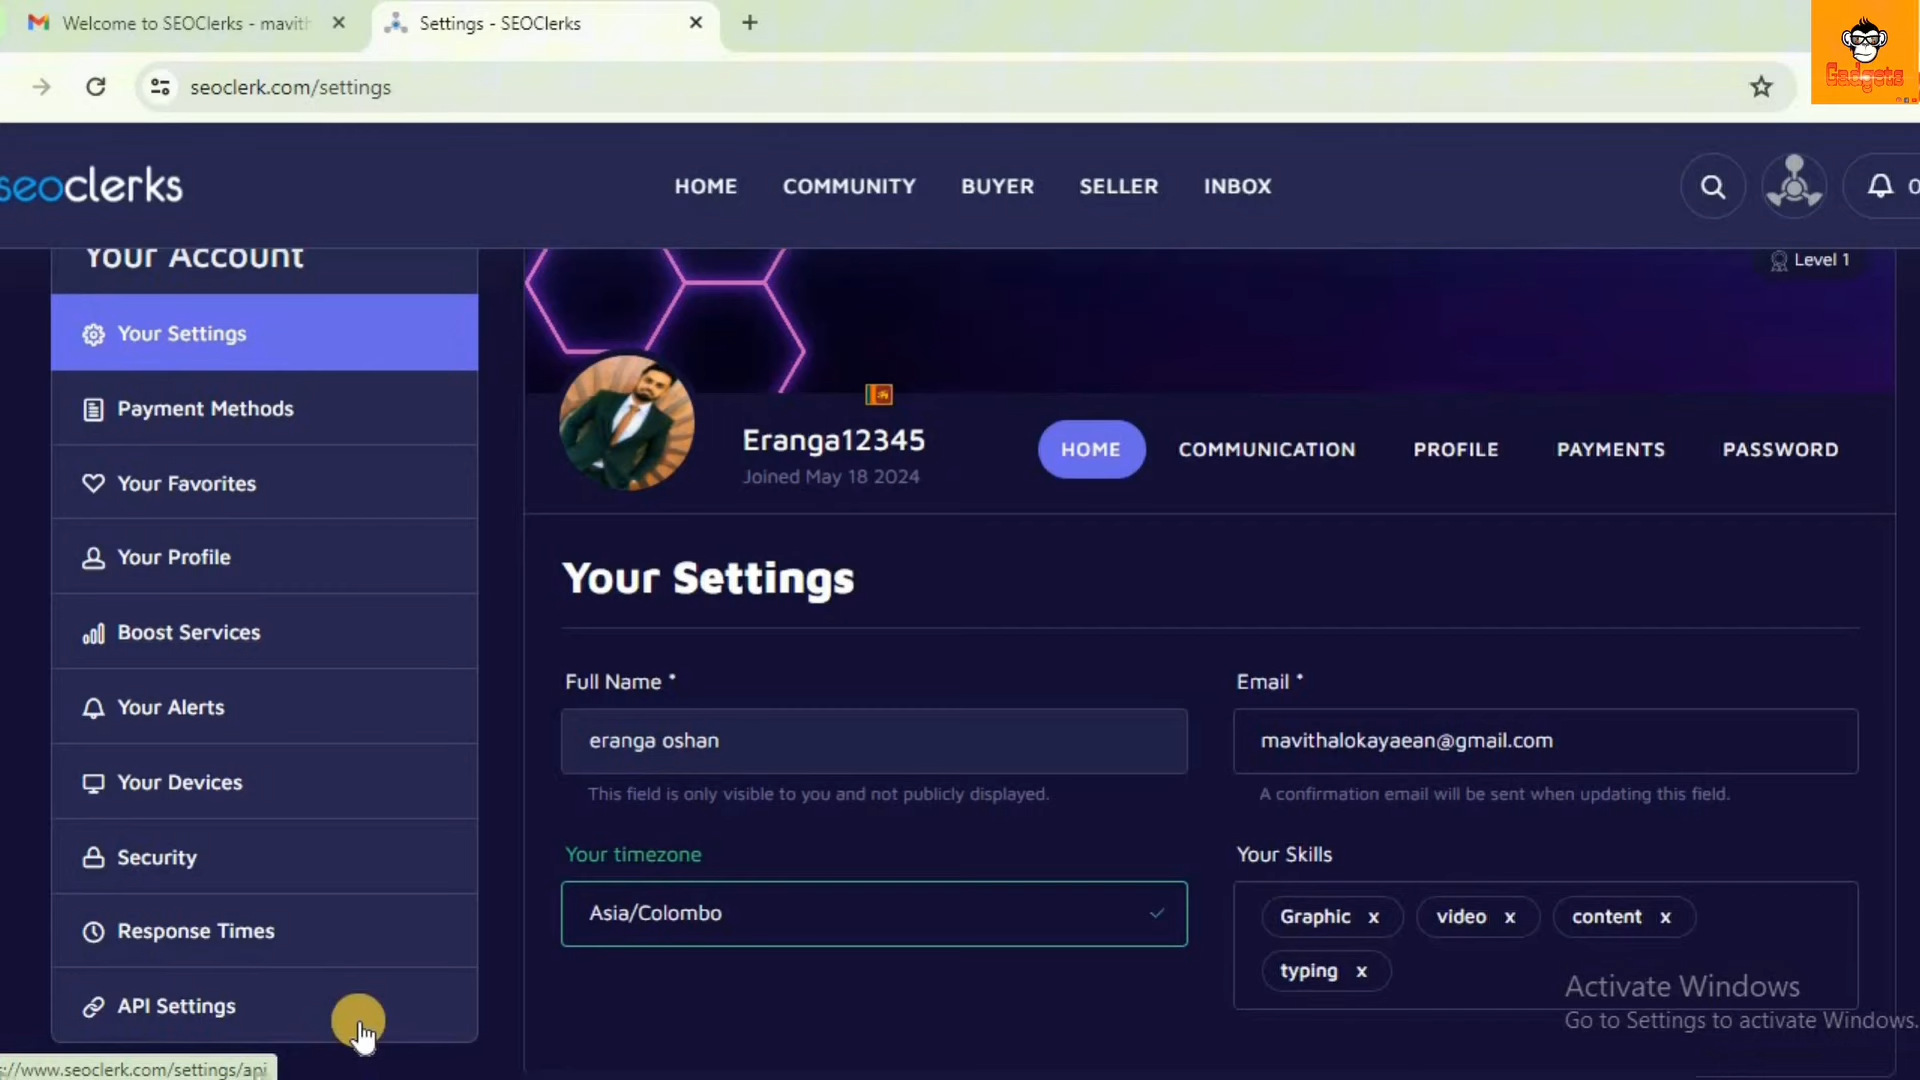 Welcome to SEOClerks - mavith
Settings - SEOClerks
Gadgets
seoclerk.com/settings
seoclerks
HOME COMMUNITY BUYER SELLER INBOX
0
Your Account
Your Settings
Payment Methods
Your Favorites
Your Profile
Boost Services
Your Alerts
Your Devices
Security
Response Times
API Settings
Level 1
Eranga12345
Joined May 18 2024
HOME COMMUNICATION PROFILE PAYMENTS PASSWORD
Your Settings
Full Name *
eranga oshan
This field is only visible to you and not publicly displayed.
Email *
mavithalokayaean@gmail.com
A confirmation email will be sent when updating this field.
Your timezone
Asia/Colombo
Your Skills
Graphic x video x content x
typing x
Activate Windows
Go to Settings to activate Windows.
://www.seoclerk.com/settings/api